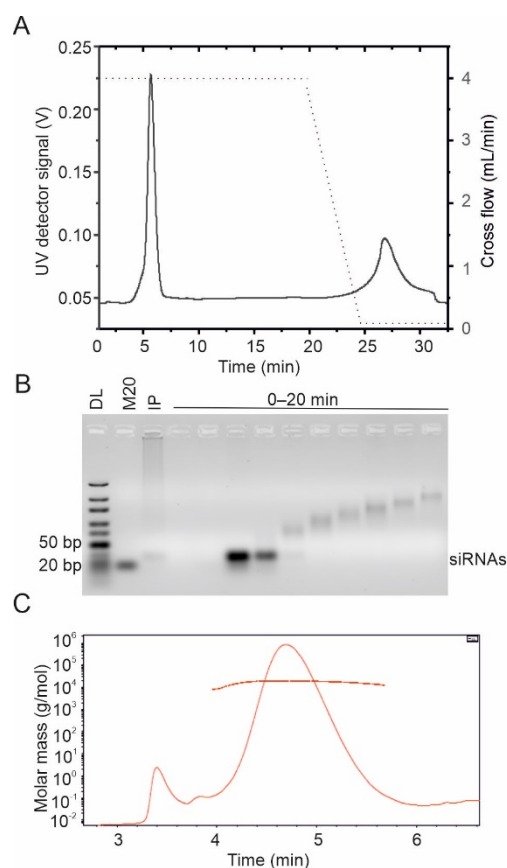 A
UV detector signal (V)
0.25
0.20
0.15
0.10
0.05
4
3
2
1
0
Cross flow (mL/min)
0 5 10 15 20 25 30
Time (min)
B
DL M20 IP 0–20 min
50 bp
20 bp
siRNAs
C
Molar mass (g/mol)
10⁶
10⁵
10⁴
10³
10²
10¹
10⁰
10⁻¹
10⁻²
3 4 5 6
Time (min)